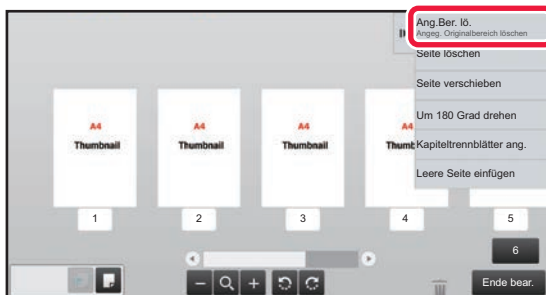 Ang.Ber. lö.
Angeg. Originalbereich löschen
Seite löschen
Seite verschieben
Um 180 Grad drehen
Kapiteltrennblätter ang.
Leere Seite einfügen
A4
Thumbnail
A4
Thumbnail
A4
Thumbnail
A4
Thumb
1
2
3
4
5
6
Ende bear.